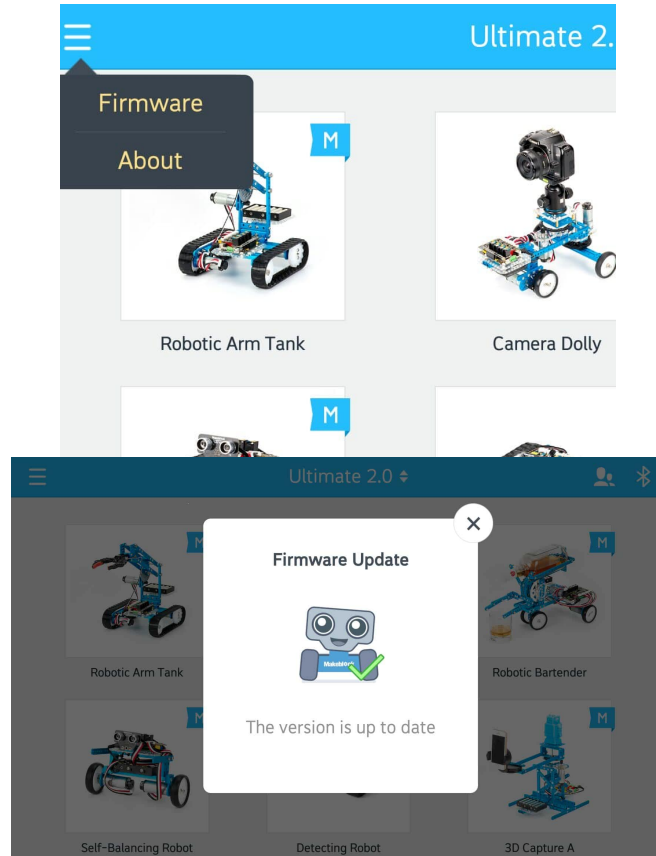 Ultimate 2.
Firmware
About
M
Robotic Arm Tank
Camera Dolly
M
Ultimate 2.0
Firmware Update
Makeblock
The version is up to date
M
M
Robotic Arm Tank
Robotic Bartender
M
M
Self-Balancing Robot
Detecting Robot
3D Capture A